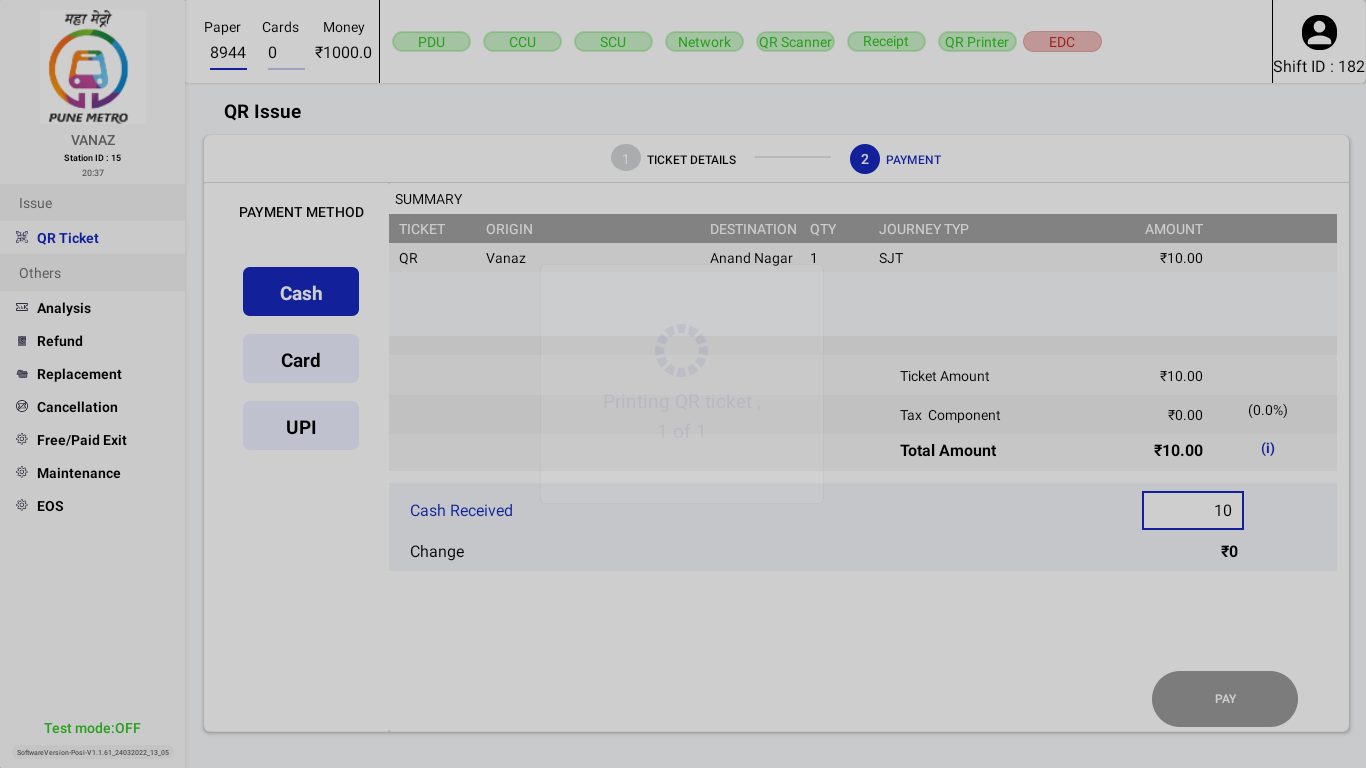 महा मेट्रो
PUNE METRO
VANAZ
Station ID : 15
20:37
Issue
QR Ticket
Others
Analysis
Refund
Replacement
Cancellation
Free/Paid Exit
Maintenance
EOS
Test mode:OFF
SoftwareVersion-Posi-V1.1.61_24032022_13_05
Paper Cards Money
8944 0 ₹1000.0
PDU CCU SCU Network QR Scanner Receipt QR Printer EDC
Shift ID : 182
QR Issue
1 TICKET DETAILS 2 PAYMENT
PAYMENT METHOD
Cash
Card
UPI
SUMMARY
TICKET ORIGIN DESTINATION QTY JOURNEY TYP AMOUNT
QR Vanaz Anand Nagar 1 SJT ₹10.00
Printing QR ticket ,
1 of 1
Ticket Amount ₹10.00
Tax Component ₹0.00 (0.0%)
Total Amount ₹10.00 (i)
Cash Received 10
Change ₹0
PAY